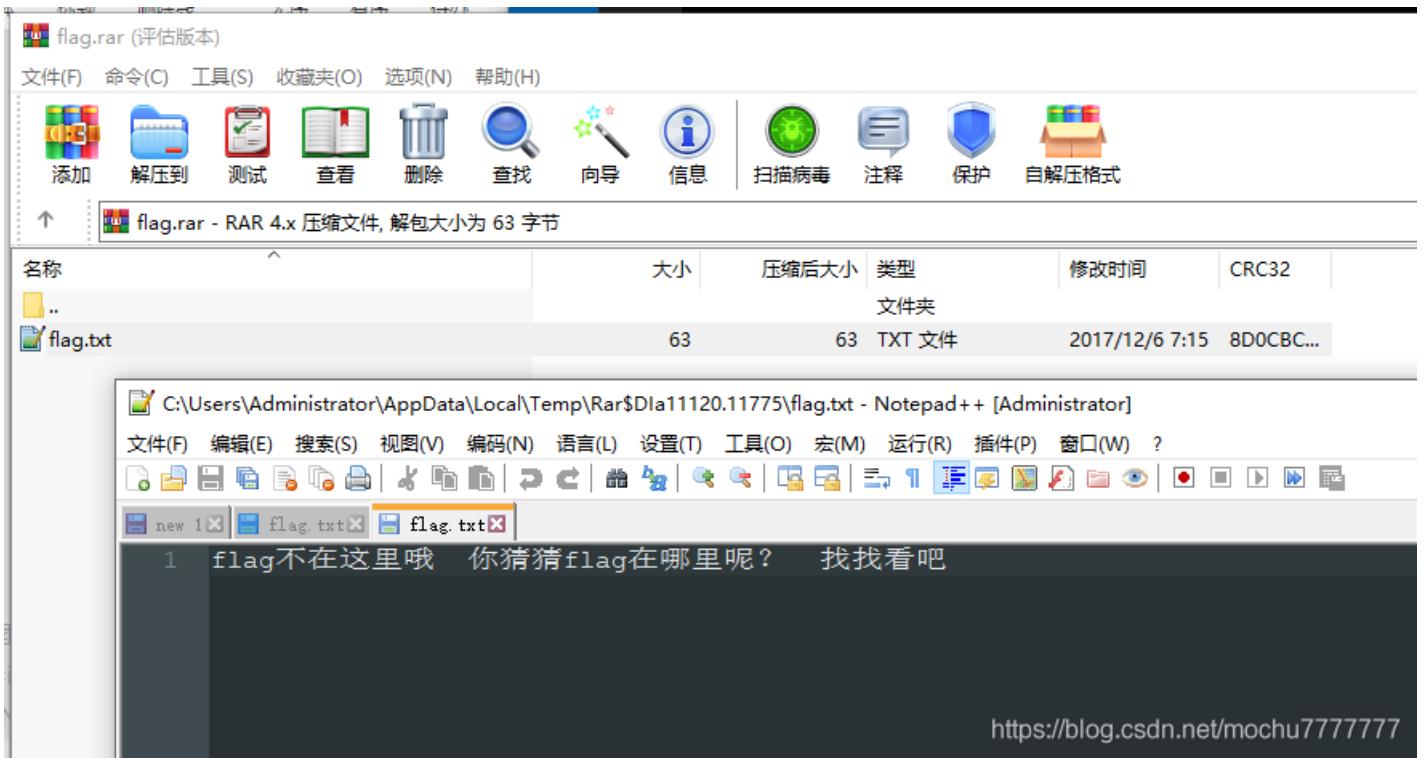 flag.rar (评估版本)
文件(F) 命令(C) 工具(S) 收藏夹(O) 选项(N) 帮助(H)
添加 解压到 测试 查看 删除 查找 向导 信息 扫描病毒 注释 保护 自解压格式
flag.rar - RAR 4.x 压缩文件, 解包大小为 63 字节
名称 大小 压缩后大小 类型 修改时间 CRC32
.. 文件夹
flag.txt 63 63 TXT 文件 2017/12/6 7:15 8D0CBC...
C:\Users\Administrator\AppData\Local\Temp\Rar$DIa11120.11775\flag.txt - Notepad++ [Administrator]
文件(F) 编辑(E) 搜索(S) 视图(V) 编码(N) 语言(L) 设置(T) 工具(O) 宏(M) 运行(R) 插件(P) 窗口(W) ?
new 1 flag.txt flag.txt
1 flag不在这里哦 你猜猜flag在哪里呢? 找找看吧
https://blog.csdn.net/mochu7777777